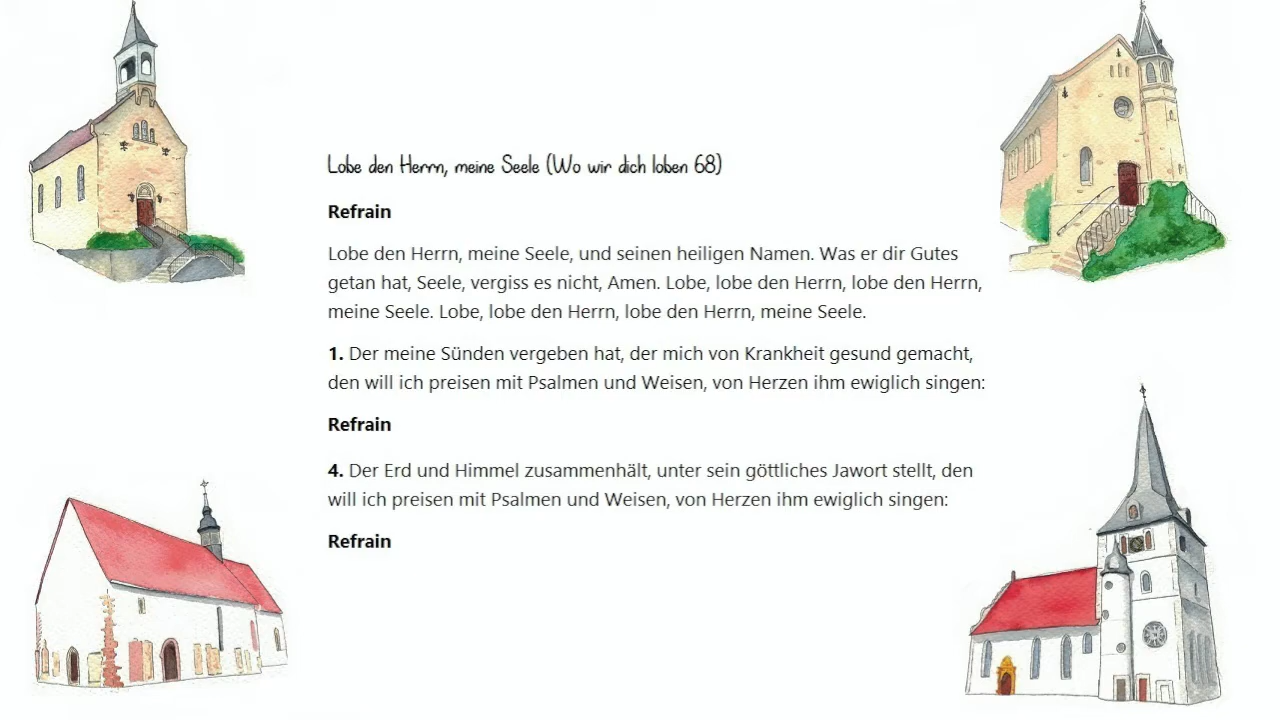 Lobe den Herrn, meine Seele (Wo wir dich loben 68)
Refrain
Lobe den Herrn, meine Seele, und seinen heiligen Namen. Was er dir Gutes
getan hat, Seele, vergiss es nicht, Amen. Lobe, lobe den Herrn, lobe den Herrn,
meine Seele. Lobe, lobe den Herrn, lobe den Herrn, meine Seele.
1. Der meine Sünden vergeben hat, der mich von Krankheit gesund gemacht,
den will ich preisen mit Psalmen und Weisen, von Herzen ihm ewiglich singen:
Refrain
4. Der Erd und Himmel zusammenhält, unter sein göttliches Jawort stellt, den
will ich preisen mit Psalmen und Weisen, von Herzen ihm ewiglich singen:
Refrain